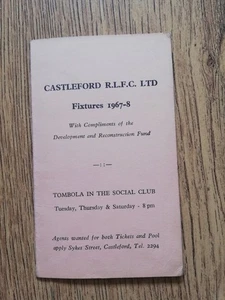 CASTLEFORD R.L.F.C. LTD
Fixtures 1967-8
With Compliments of the
Development and Reconstruction Fund
TOMBOLA IN THE SOCIAL CLUB
Tuesday, Thursday & Saturday - 8 pm
Agents wanted for both Tickets and Pool
apply Sykes Street, Castleford, Tel. 2294